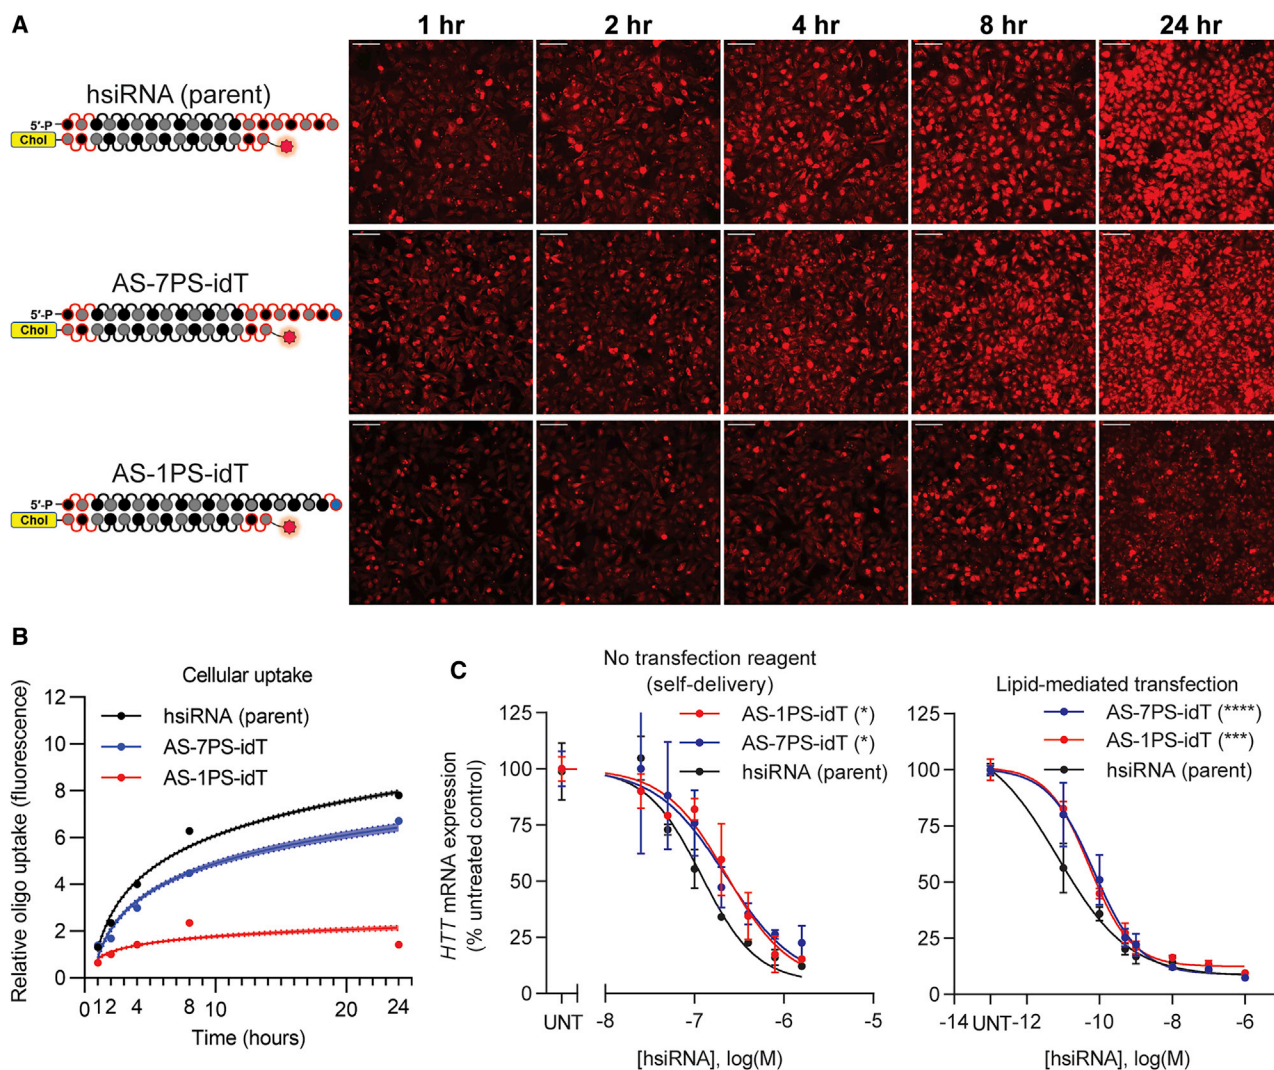 A
1 hr
2 hr
4 hr
8 hr
24 hr
hsiRNA (parent)
5′-P
Chol
AS-7PS-idT
5′-P
Chol
AS-1PS-idT
5′-P
Chol
B
Cellular uptake
Relative oligo uptake (fluorescence)
12
10
8
6
4
2
0
hsiRNA (parent)
AS-7PS-idT
AS-1PS-idT
0 1 2 4 8 10 20 24
Time (hours)
C
No transfection reagent
(self-delivery)
HTT mRNA expression
(% untreated control)
125
100
75
50
25
0
AS-1PS-idT (*)
AS-7PS-idT (*)
hsiRNA (parent)
UNT -8 -7 -6 -5
[hsiRNA], log(M)
Lipid-mediated transfection
125
100
75
50
25
0
AS-7PS-idT (****)
AS-1PS-idT (***)
hsiRNA (parent)
-14 UNT -12 -10 -8 -6
[hsiRNA], log(M)